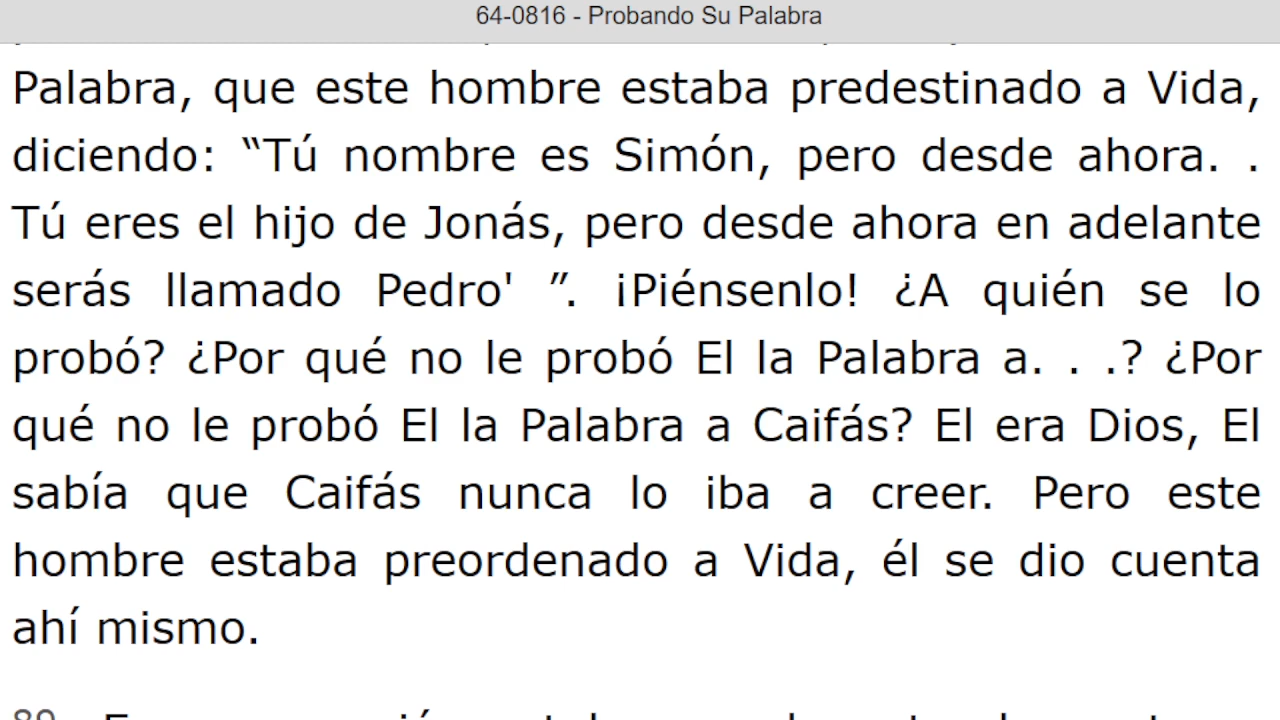 64-0816 - Probando Su Palabra
Palabra, que este hombre estaba predestinado a Vida,
diciendo: “Tú nombre es Simón, pero desde ahora. .
Tú eres el hijo de Jonás, pero desde ahora en adelante
serás llamado Pedro' ”. ¡Piénsenlo! ¿A quién se lo
probó? ¿Por qué no le probó El la Palabra a. . .? ¿Por
qué no le probó El la Palabra a Caifás? El era Dios, El
sabía que Caifás nunca lo iba a creer. Pero este
hombre estaba preordenado a Vida, él se dio cuenta
ahí mismo.